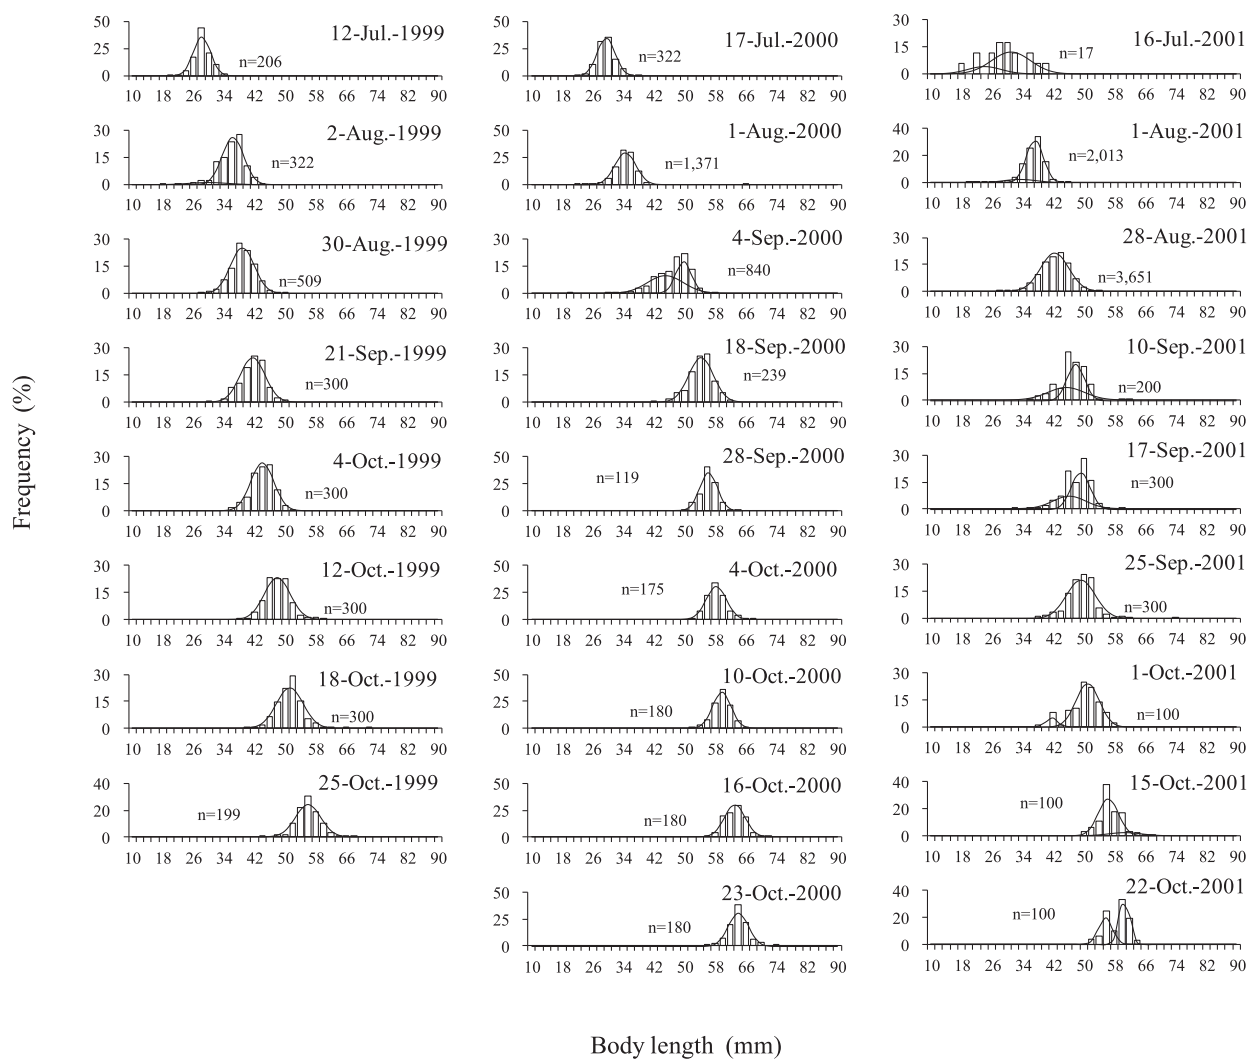 Frequency (%)
12-Jul.-1999
n=206
50
25
0
10 18 26 34 42 50 58 66 74 82 90
17-Jul.-2000
n=322
50
25
0
10 18 26 34 42 50 58 66 74 82 90
16-Jul.-2001
n=17
30
15
0
10 18 26 34 42 50 58 66 74 82 90
2-Aug.-1999
n=322
30
15
0
10 18 26 34 42 50 58 66 74 82 90
1-Aug.-2000
n=1,371
50
25
0
10 18 26 34 42 50 58 66 74 82 90
1-Aug.-2001
n=2,013
40
20
0
10 18 26 34 42 50 58 66 74 82 90
30-Aug.-1999
n=509
30
15
0
10 18 26 34 42 50 58 66 74 82 90
4-Sep.-2000
n=840
30
15
0
10 18 26 34 42 50 58 66 74 82 90
28-Aug.-2001
n=3,651
30
15
0
10 18 26 34 42 50 58 66 74 82 90
21-Sep.-1999
n=300
30
15
0
10 18 26 34 42 50 58 66 74 82 90
18-Sep.-2000
n=239
30
15
0
10 18 26 34 42 50 58 66 74 82 90
10-Sep.-2001
n=200
30
15
0
10 18 26 34 42 50 58 66 74 82 90
4-Oct.-1999
n=300
30
15
0
10 18 26 34 42 50 58 66 74 82 90
28-Sep.-2000
n=119
50
25
0
10 18 26 34 42 50 58 66 74 82 90
17-Sep.-2001
n=300
30
15
0
10 18 26 34 42 50 58 66 74 82 90
12-Oct.-1999
n=300
30
15
0
10 18 26 34 42 50 58 66 74 82 90
4-Oct.-2000
n=175
50
25
0
10 18 26 34 42 50 58 66 74 82 90
25-Sep.-2001
n=300
30
15
0
10 18 26 34 42 50 58 66 74 82 90
18-Oct.-1999
n=300
30
15
0
10 18 26 34 42 50 58 66 74 82 90
10-Oct.-2000
n=180
50
25
0
10 18 26 34 42 50 58 66 74 82 90
1-Oct.-2001
n=100
30
15
0
10 18 26 34 42 50 58 66 74 82 90
25-Oct.-1999
n=199
40
20
0
10 18 26 34 42 50 58 66 74 82 90
16-Oct.-2000
n=180
50
25
0
10 18 26 34 42 50 58 66 74 82 90
15-Oct.-2001
n=100
40
20
0
10 18 26 34 42 50 58 66 74 82 90
23-Oct.-2000
n=180
50
25
0
10 18 26 34 42 50 58 66 74 82 90
22-Oct.-2001
n=100
40
20
0
10 18 26 34 42 50 58 66 74 82 90
Body length (mm)